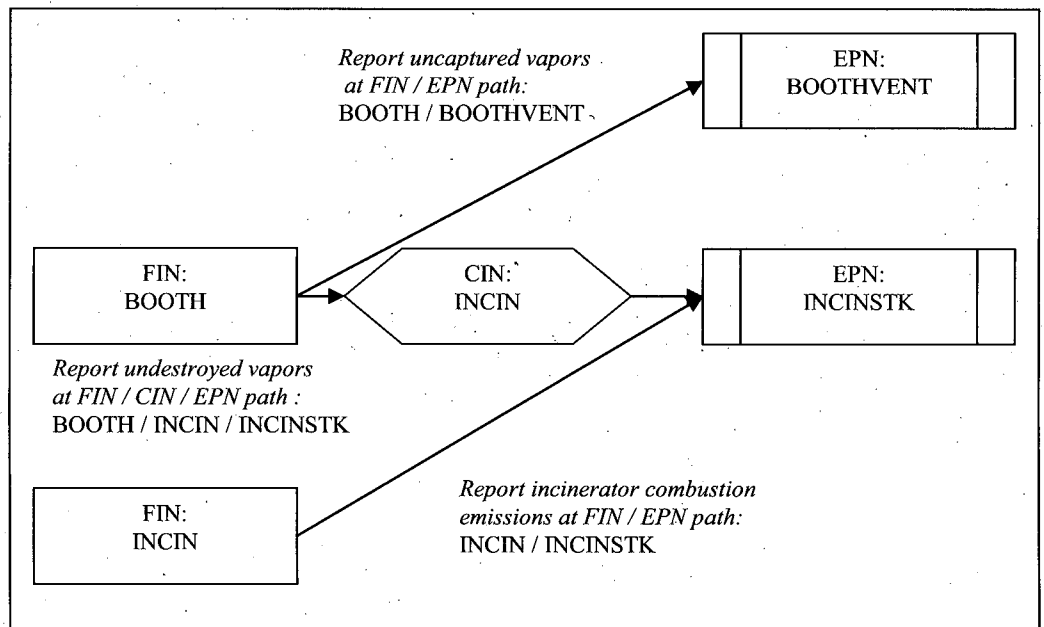 Report uncaptured vapors
at FIN / EPN path:
BOOTH / BOOTHVENT
EPN:
BOOTHVENT
FIN:
BOOTH
CIN:
INCIN
EPN:
INCINSTK
Report undestroyed vapors
at FIN / CIN / EPN path :
BOOTH / INCIN / INCINSTK
FIN:
INCIN
Report incinerator combustion
emissions at FIN / EPN path:
INCIN / INCINSTK